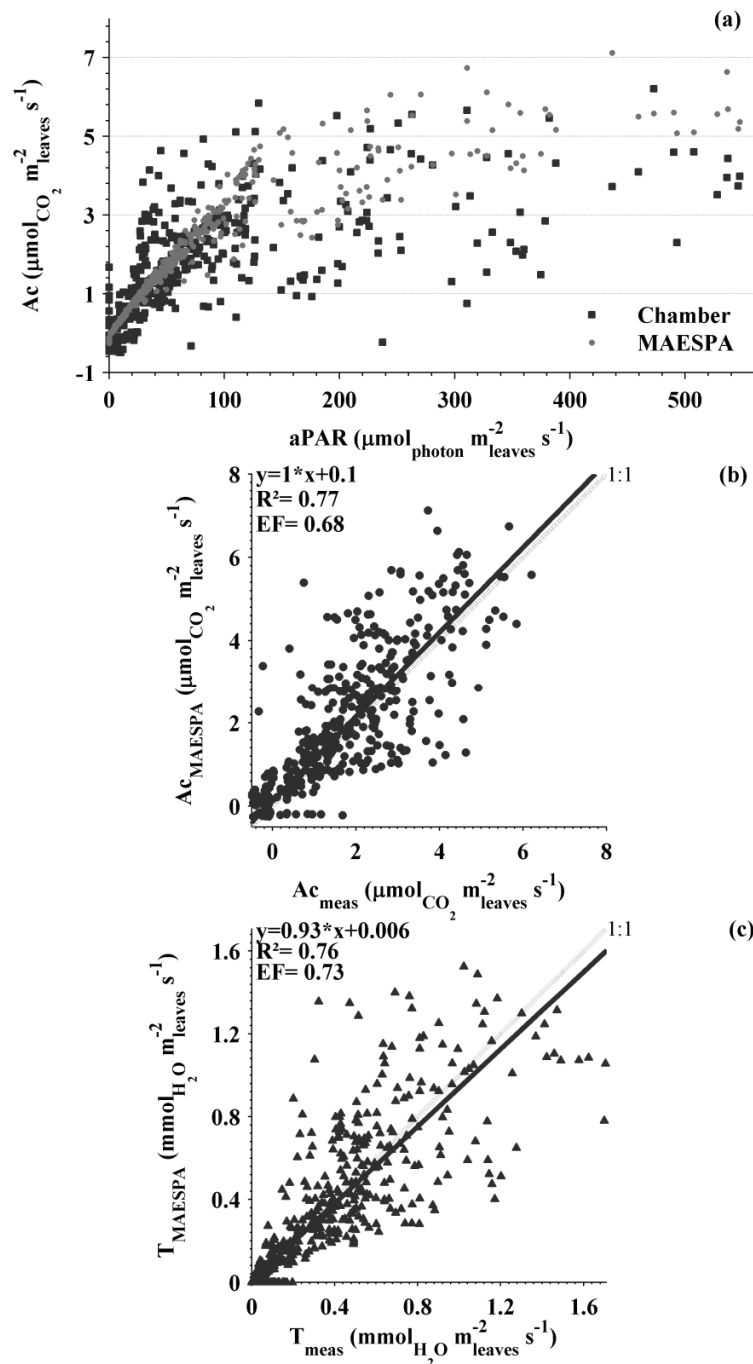 (a)
7
5
3
1
-1
Ac (μmol CO2 m-2 leaves s-1)
Chamber
MAESPA
0 100 200 300 400 500
aPAR (μmol photon m-2 leaves s-1)
(b)
y=1*x+0.1
R²= 0.77
EF= 0.68
1:1
8
6
4
2
0
Ac MAESPA (μmol CO2 m-2 leaves s-1)
0 2 4 6 8
Ac meas (μmol CO2 m-2 leaves s-1)
(c)
y=0.93*x+0.006
R²= 0.76
EF= 0.73
1:1
1.6
1.2
0.8
0.4
0
T MAESPA (mmol H2O m-2 leaves s-1)
0 0.4 0.8 1.2 1.6
T meas (mmol H2O m-2 leaves s-1)